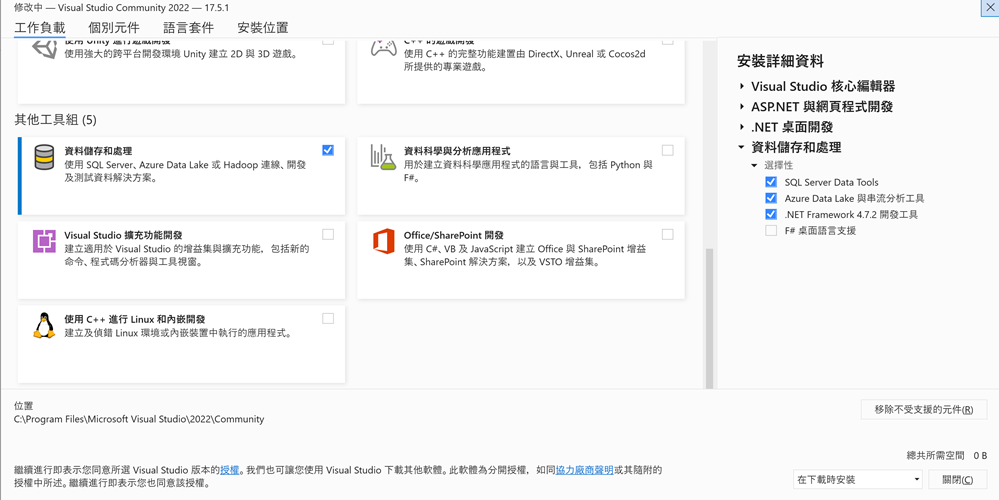 修改中 — Visual Studio Community 2022 — 17.5.1
工作負載 個別元件 語言套件 安裝位置
使用 Unity 進行遊戲開發
使用強大的跨平台開發環境 Unity 建立 2D 與 3D 遊戲。
C++ 的遊戲開發
使用 C++ 的完整功能建置由 DirectX、Unreal 或 Cocos2d
所提供的專業遊戲。
其他工具組 (5)
資料儲存和處理
使用 SQL Server、Azure Data Lake 或 Hadoop 連線、開發
及測試資料解決方案。
資料科學與分析應用程式
用於建立資料科學應用程式的語言與工具，包括 Python 與
F#。
Visual Studio 擴充功能開發
建立適用於 Visual Studio 的增益集與擴充功能，包括新的
命令、程式碼分析器與工具視窗。
Office/SharePoint 開發
使用 C#、VB 及 JavaScript 建立 Office 與 SharePoint 增益
集、SharePoint 解決方案，以及 VSTO 增益集。
使用 C++ 進行 Linux 和內嵌開發
建立及偵錯 Linux 環境或內嵌裝置中執行的應用程式。
安裝詳細資料
Visual Studio 核心編輯器
ASP.NET 與網頁程式開發
.NET 桌面開發
資料儲存和處理
選擇性
SQL Server Data Tools
Azure Data Lake 與串流分析工具
.NET Framework 4.7.2 開發工具
F# 桌面語言支援
位置
C:\Program Files\Microsoft Visual Studio\2022\Community
移除不受支援的元件(R)
總共所需空間 0 B
繼續進行即表示您同意所選 Visual Studio 版本的授權。我們也可讓您使用 Visual Studio 下載其他軟體。此軟體為分開授權，如同協力廠商聲明或其隨附的
授權中所述。繼續進行即表示您也同意該授權。
在下載時安裝
關閉(C)